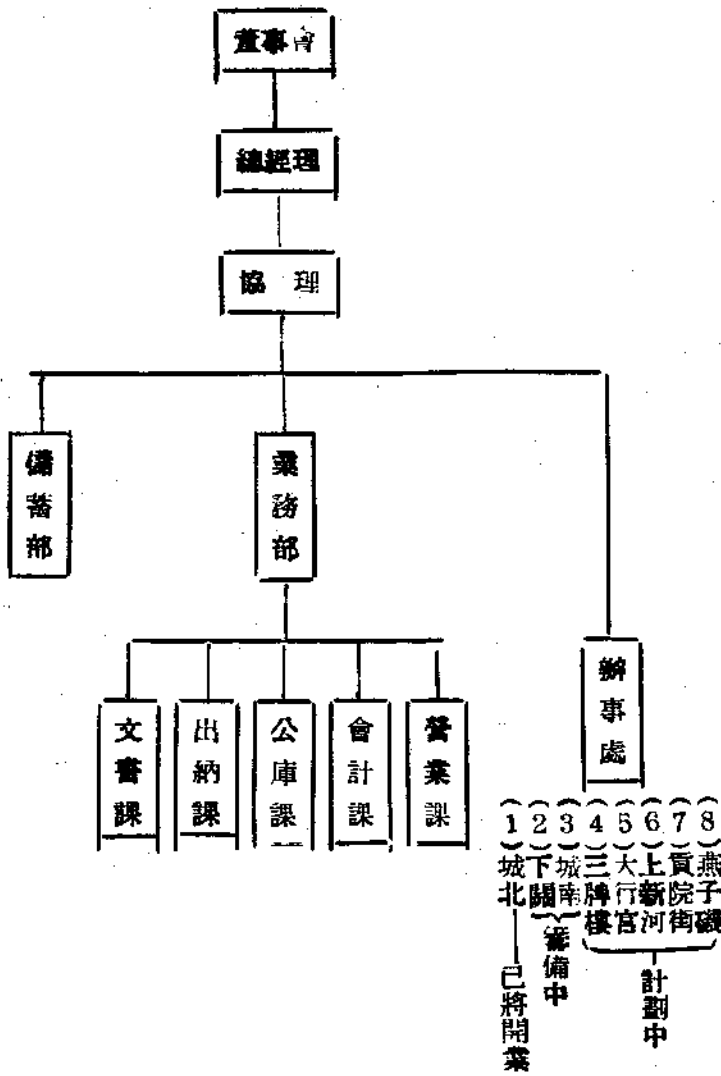 董事會
總經理
協理
儲蓄部
業務部
辦事處
文書課
出納課
公庫課
會計課
營業課
(1)城北
(2)下關
(3)城南
(4)三牌樓
(5)大行宮
(6)上新河
(7)貢院街
(8)燕子磯
已將開業
籌備中
計劃中